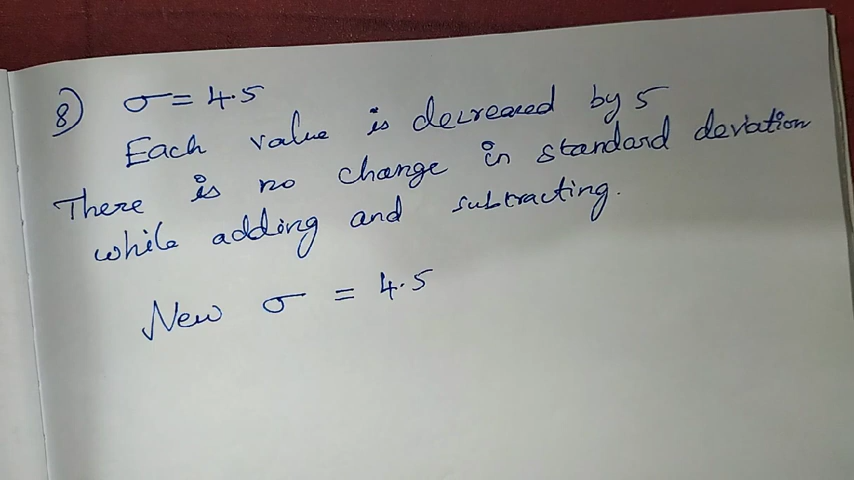 8) σ = 4.5
Each value is decreased by 5
There is no change in standard deviation
while adding and subtracting.
New σ = 4.5